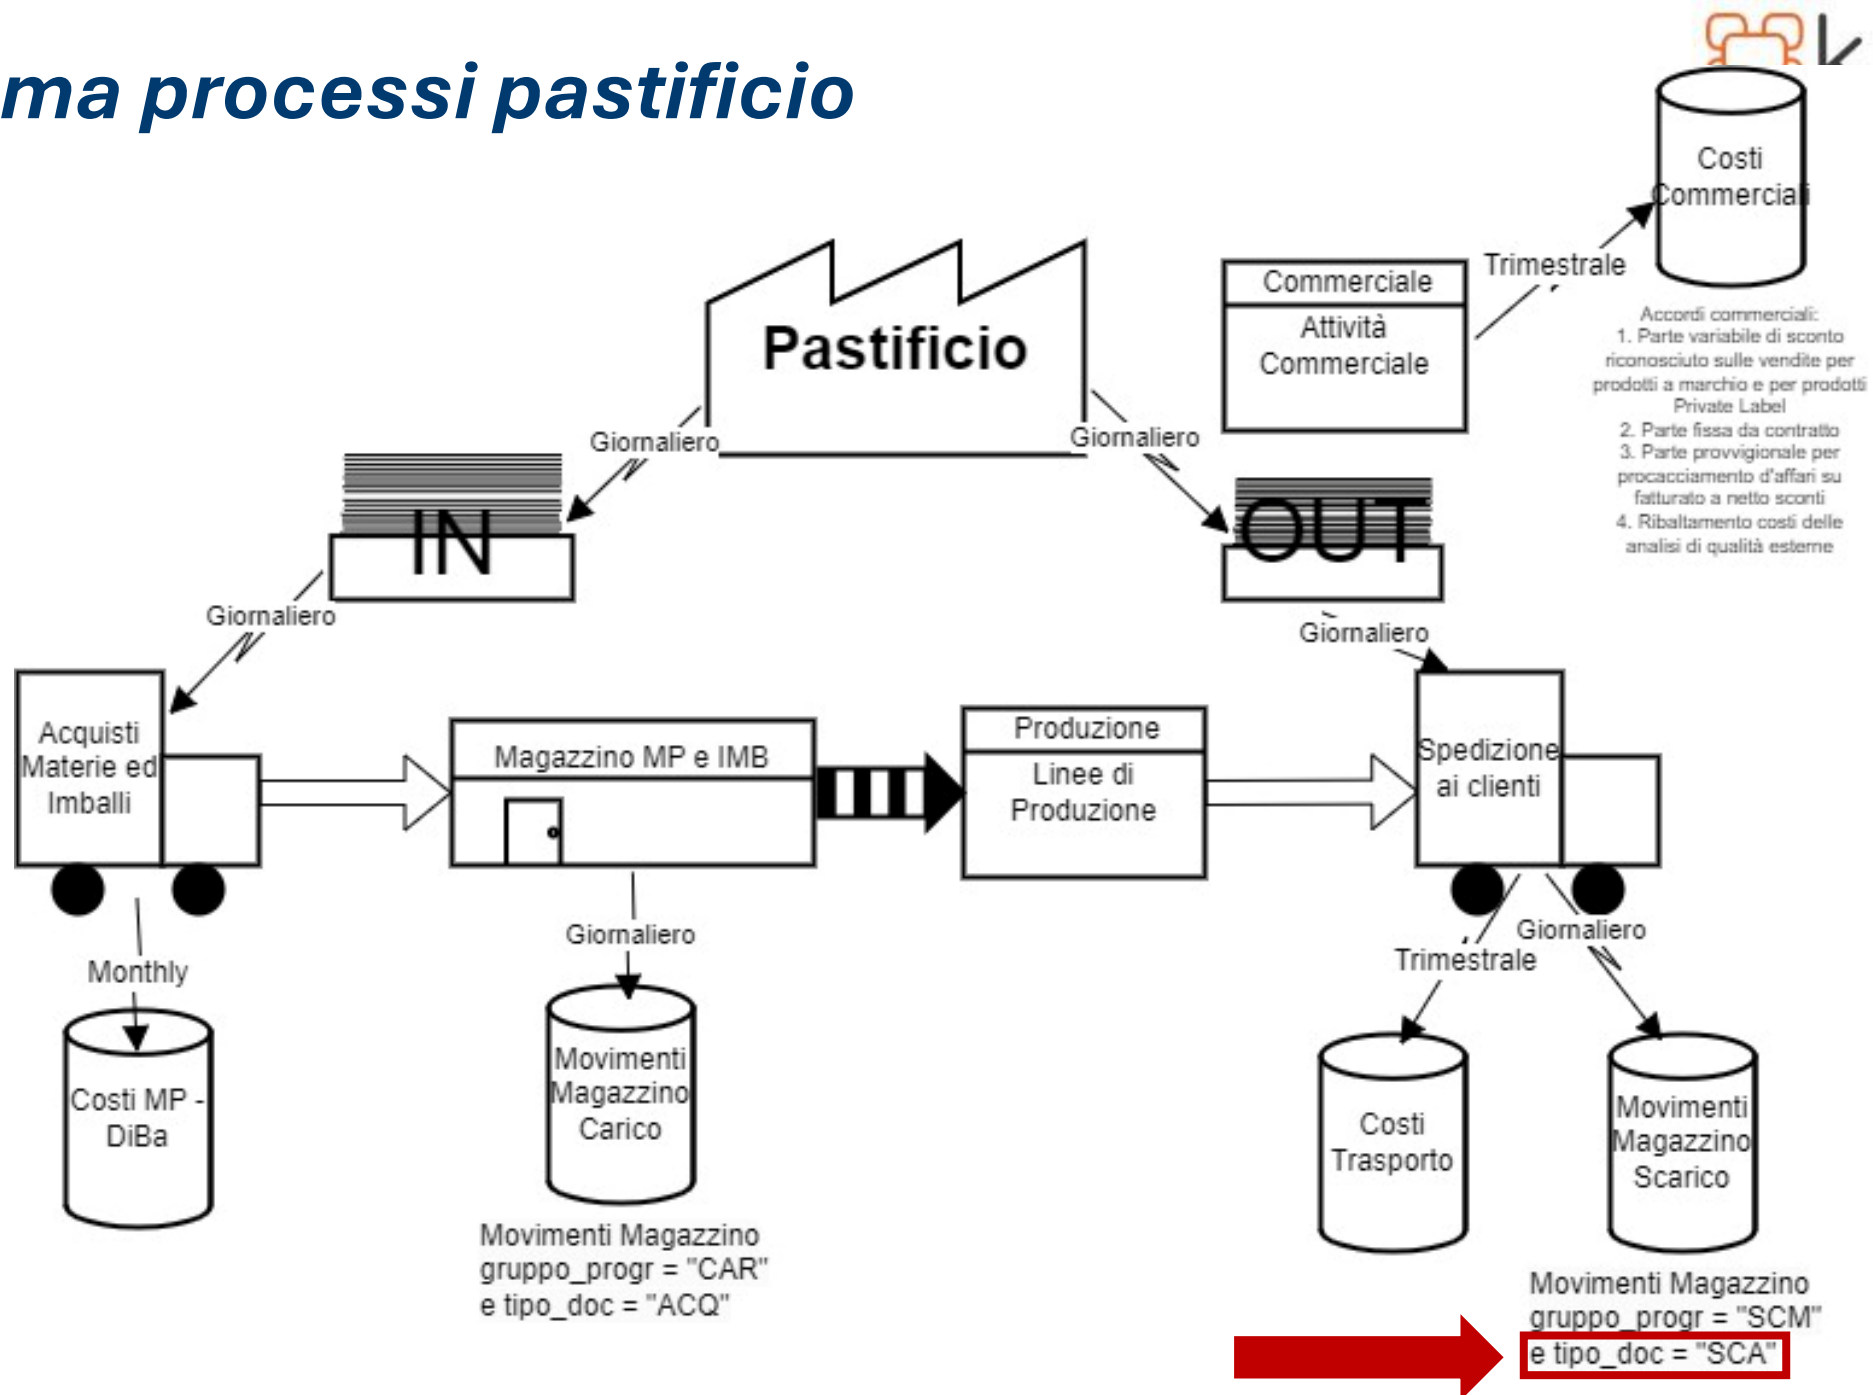 ma processi pastificio
Costi
Commerciali
Trimestrale
Commerciale
Attività
Commerciale
Accordi commerciali:
1. Parte variabile di sconto
riconosciuto sulle vendite per
prodotti a marchio e per prodotti
Private Label
2. Parte fissa da contratto
3. Parte provvigionale per
procacciamento d'affari su
fatturato a netto sconti
4. Ribaltamento costi delle
analisi di qualità esterne
Pastificio
Giornaliero
Giornaliero
IN
OUT
Giornaliero
Giornaliero
Acquisti
Materie ed
Imballi
Magazzino MP e IMB
Produzione
Linee di
Produzione
Spedizione
ai clienti
Monthly
Giornaliero
Trimestrale
Giornaliero
Costi MP -
DiBa
Movimenti
Magazzino
Carico
Costi
Trasporto
Movimenti
Magazzino
Scarico
Movimenti Magazzino
gruppo_progr = "CAR"
e tipo_doc = "ACQ"
Movimenti Magazzino
gruppo_progr = "SCM"
e tipo_doc = "SCA"